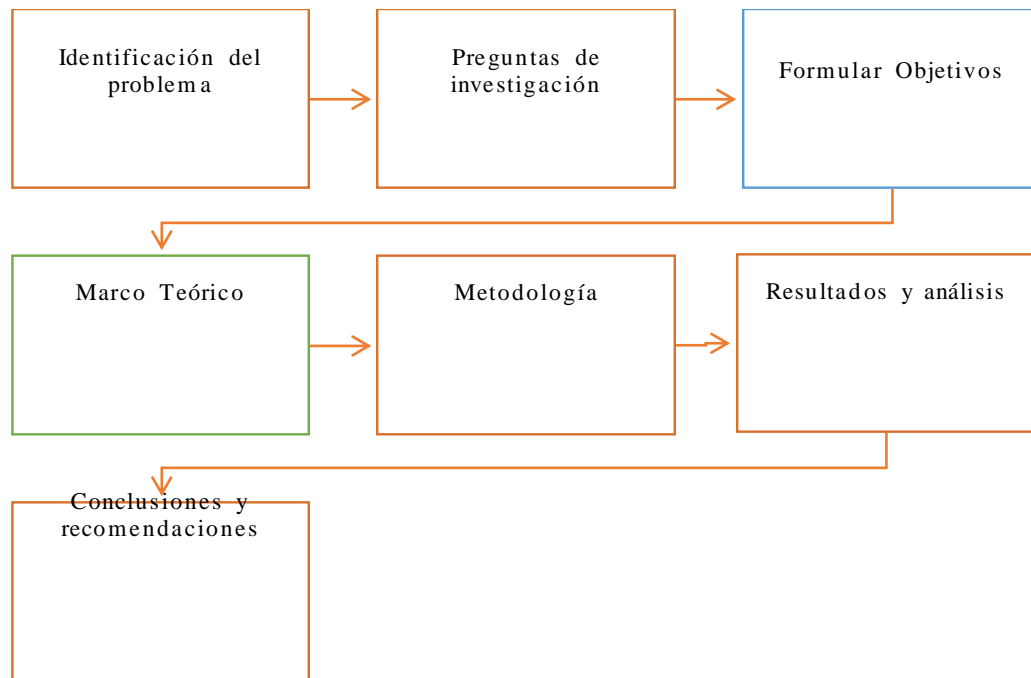 Identificación del
problema
Preguntas de
investigación
Formular Objetivos
Marco Teórico
Metodología
Resultados y análisis
Conclusiones y
recomendaciones